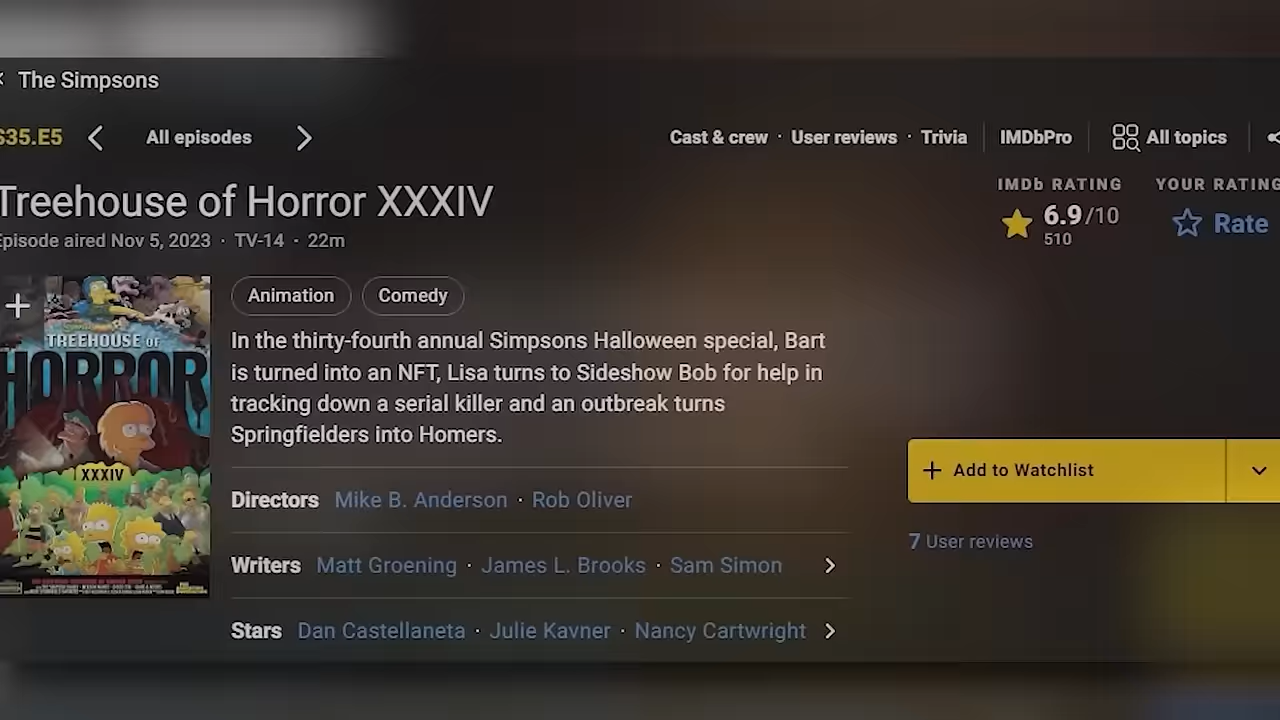 The Simpsons
S35.E5
All episodes
Cast & crew · User reviews · Trivia
IMDbPro
All topics
Treehouse of Horror XXXIV
IMDb RATING
YOUR RATING
6.9/10
510
Rate
Episode aired Nov 5, 2023 · TV-14 · 22m
TREEHOUSE OF
HORROR
XXXIV
Animation
Comedy
In the thirty-fourth annual Simpsons Halloween special, Bart
is turned into an NFT, Lisa turns to Sideshow Bob for help in
tracking down a serial killer and an outbreak turns
Springfielders into Homers.
+ Add to Watchlist
Directors Mike B. Anderson · Rob Oliver
7 User reviews
Writers Matt Groening · James L. Brooks · Sam Simon
Stars Dan Castellaneta · Julie Kavner · Nancy Cartwright